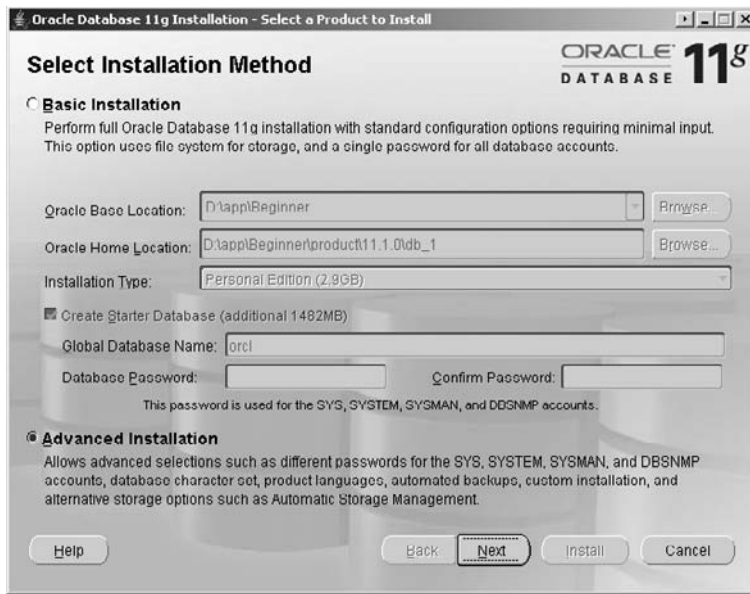 Oracle Database 11g Installation - Select a Product to Install
Select Installation Method
ORACLE
DATABASE 11g
Basic Installation
Perform full Oracle Database 11g installation with standard configuration options requiring minimal input.
This option uses file system for storage, and a single password for all database accounts.
Oracle Base Location: D:\app\Beginner Browse...
Oracle Home Location: D:\app\Beginner\product\11.1.0\db_1 Browse...
Installation Type: Personal Edition (2.9GB)
Create Starter Database (additional 1482MB)
Global Database Name: orcl
Database Password: Confirm Password:
This password is used for the SYS, SYSTEM, SYSMAN, and DBSNMP accounts.
Advanced Installation
Allows advanced selections such as different passwords for the SYS, SYSTEM, SYSMAN, and DBSNMP
accounts, database character set, product languages, automated backups, custom installation, and
alternative storage options such as Automatic Storage Management.
Help Back Next Install Cancel